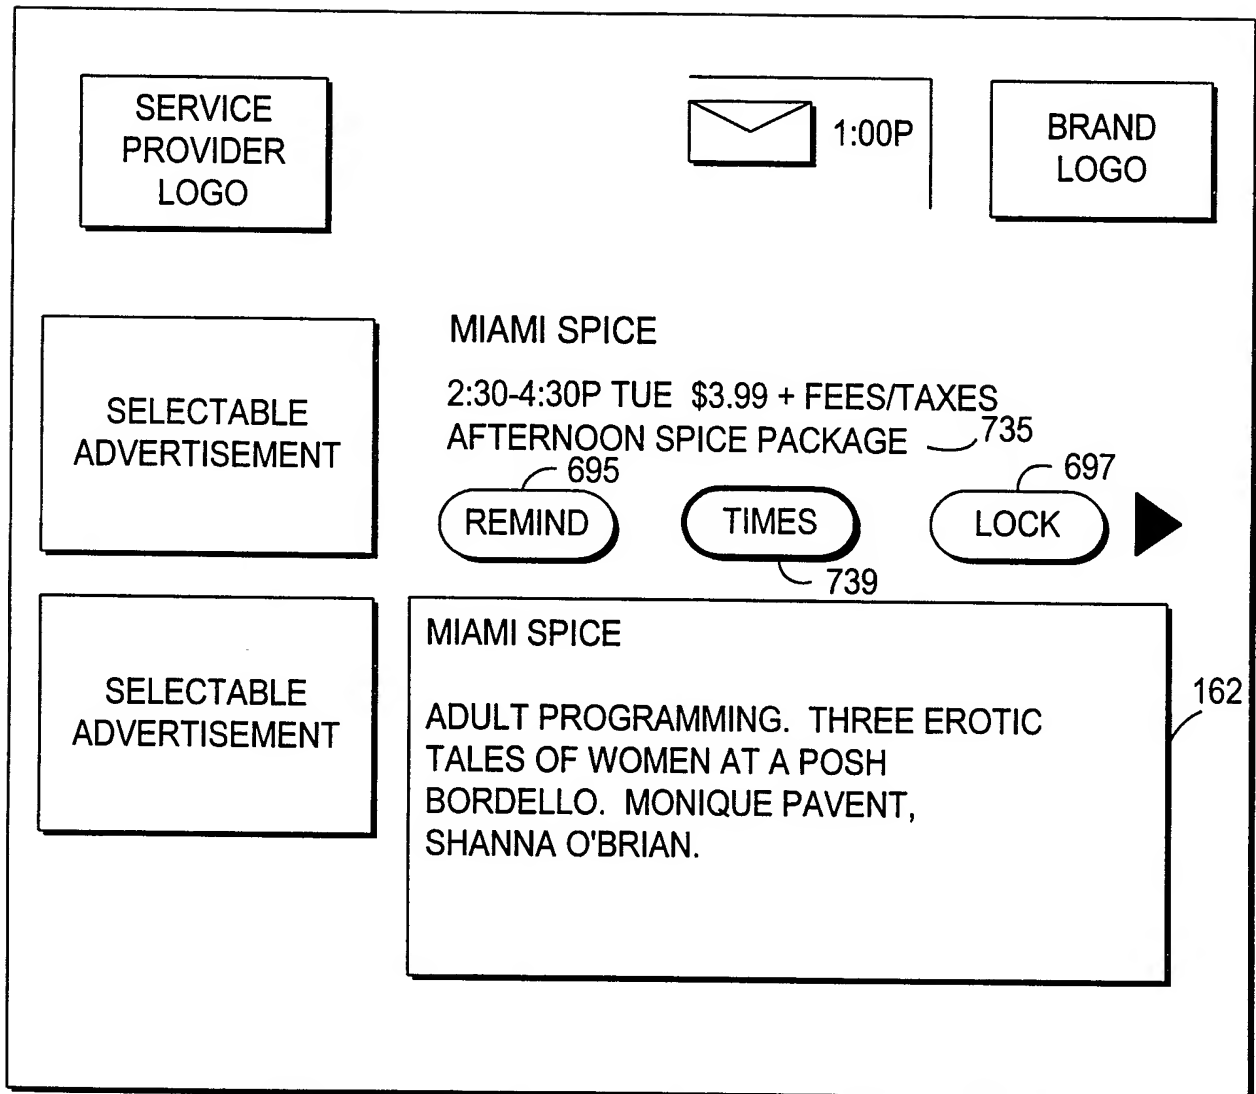 SERVICE
PROVIDER
LOGO
1:00P
BRAND
LOGO
SELECTABLE
ADVERTISEMENT
MIAMI SPICE
2:30-4:30P TUE $3.99 + FEES/TAXES
AFTERNOON SPICE PACKAGE 735
695
697
REMIND
TIMES
LOCK
739
SELECTABLE
ADVERTISEMENT
MIAMI SPICE
ADULT PROGRAMMING. THREE EROTIC
TALES OF WOMEN AT A POSH
BORDELLO. MONIQUE PAVENT,
SHANNA O'BRIAN.
162